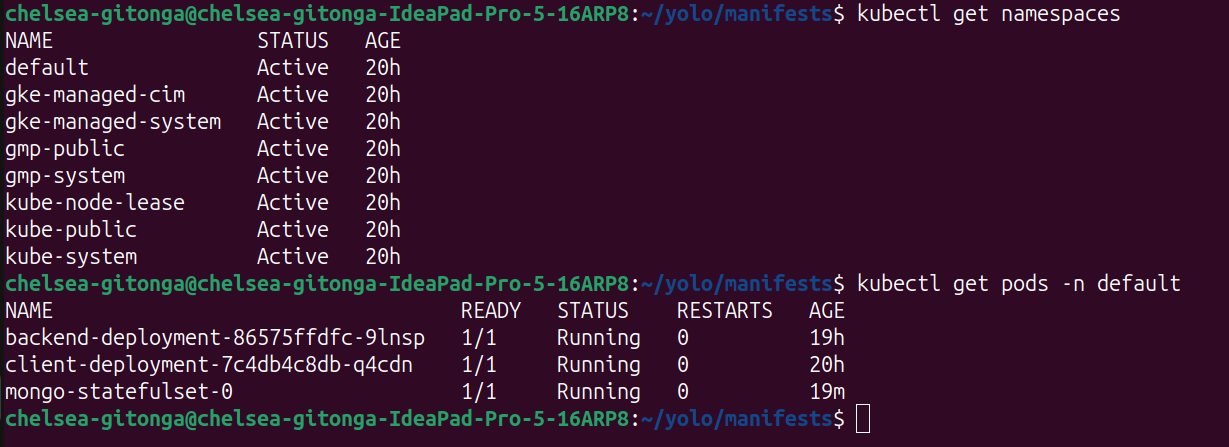 chelsea-gitonga@chelsea-gitonga-IdeaPad-Pro-5-16ARP8:~/yolo/manifests$ kubectl get namespaces
NAME                 STATUS   AGE
default              Active   20h
gke-managed-cim      Active   20h
gke-managed-system   Active   20h
gmp-public           Active   20h
gmp-system           Active   20h
kube-node-lease      Active   20h
kube-public          Active   20h
kube-system          Active   20h
chelsea-gitonga@chelsea-gitonga-IdeaPad-Pro-5-16ARP8:~/yolo/manifests$ kubectl get pods -n default
NAME                                  READY   STATUS    RESTARTS   AGE
backend-deployment-86575ffdfc-9lnsp   1/1     Running   0          19h
client-deployment-7c4db4c8db-q4cdn    1/1     Running   0          20h
mongo-statefulset-0                   1/1     Running   0          19m
chelsea-gitonga@chelsea-gitonga-IdeaPad-Pro-5-16ARP8:~/yolo/manifests$